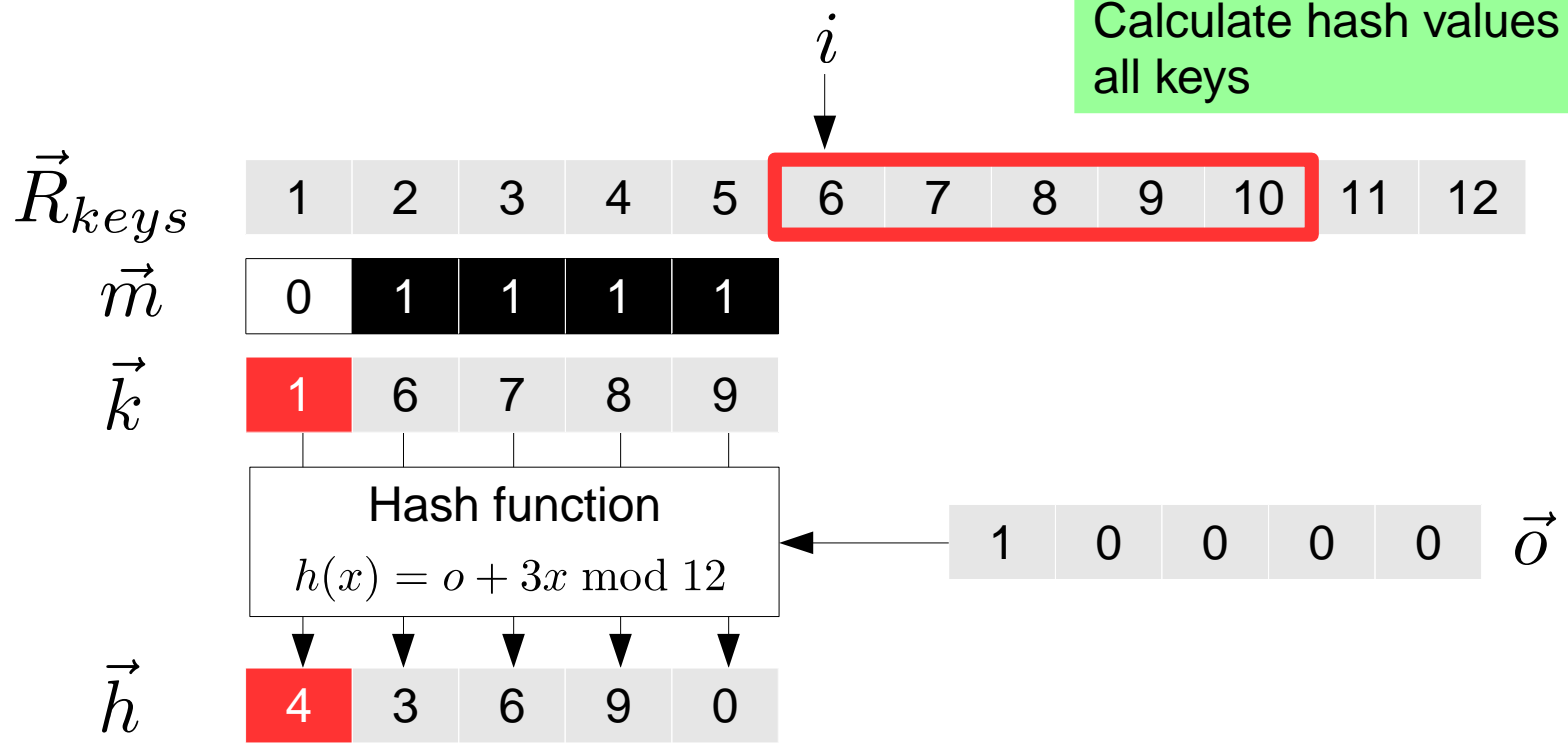 Calculate hash values
all keys
i
R⃗keys 1 2 3 4 5 6 7 8 9 10 11 12
m⃗ 0 1 1 1 1
k⃗ 1 6 7 8 9
Hash function
h(x) = o + 3x mod 12
1 0 0 0 0 o⃗
h⃗ 4 3 6 9 0